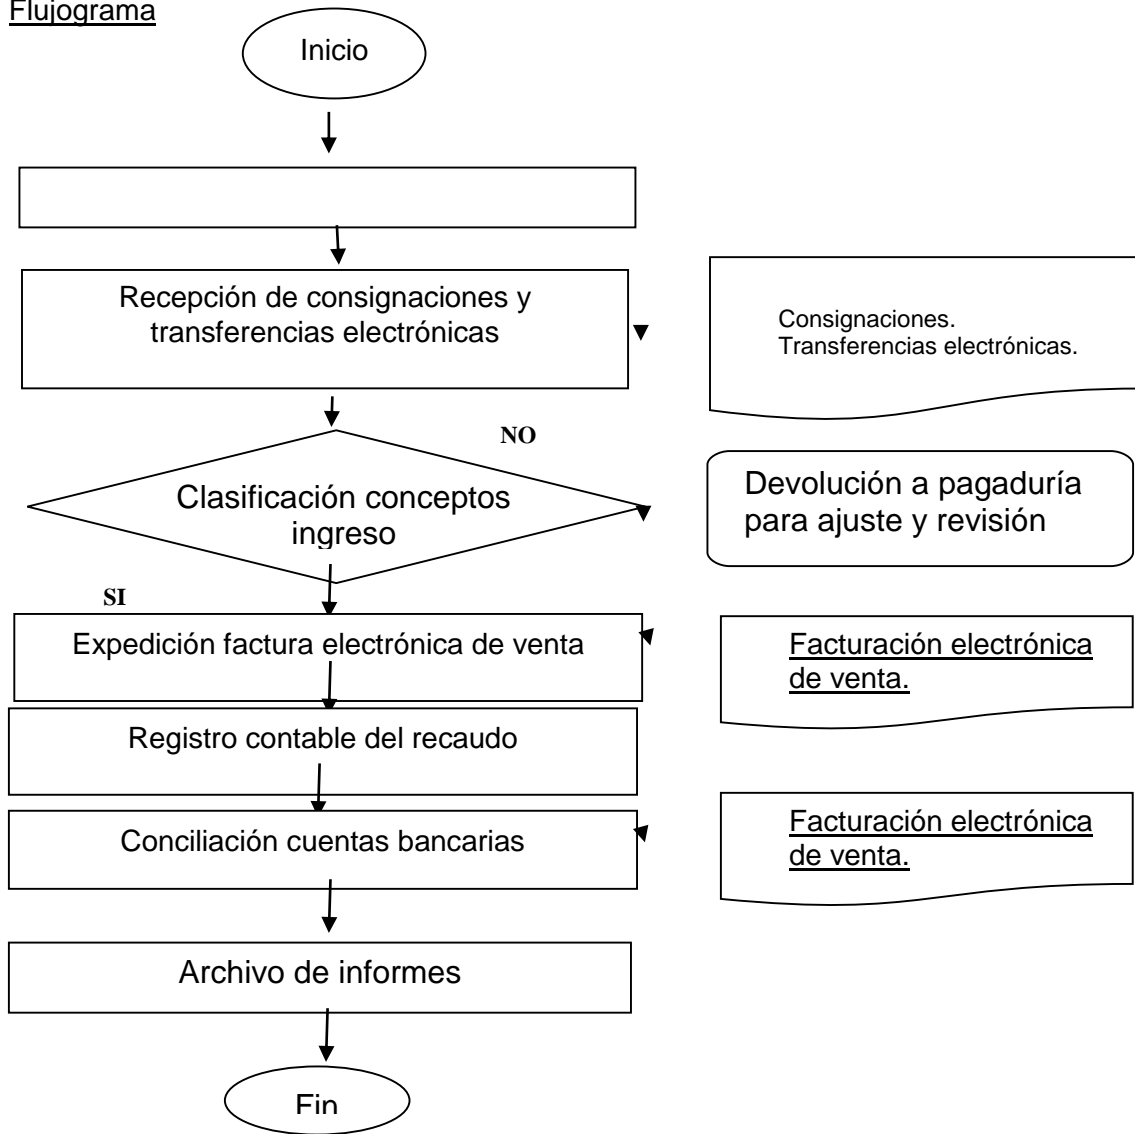 Flujograma
Inicio
Recepción de consignaciones y
transferencias electrónicas
Consignaciones.
Transferencias electrónicas.
NO
Clasificación conceptos
ingreso
Devolución a pagaduría
para ajuste y revisión
SI
Expedición factura electrónica de venta
Facturación electrónica
de venta.
Registro contable del recaudo
Conciliación cuentas bancarias
Facturación electrónica
de venta.
Archivo de informes
Fin